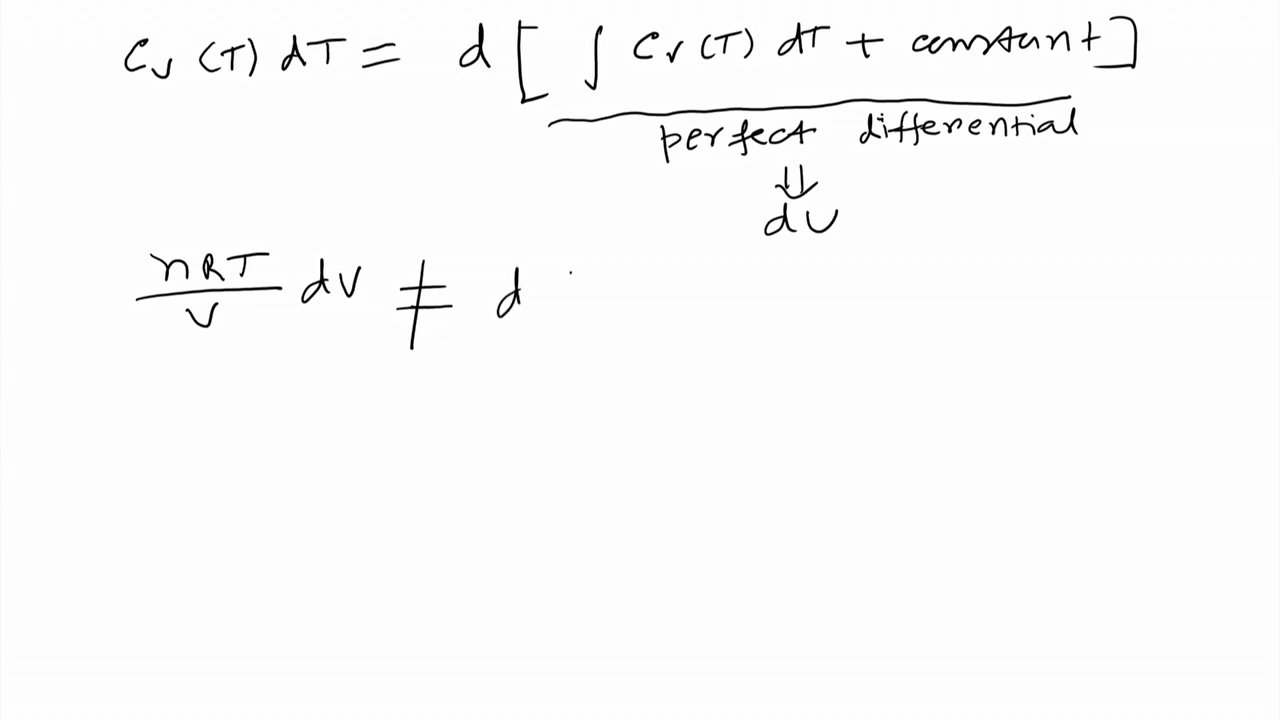 Cv (T) dT = d [ ∫ Cv (T) dT + constant ]
perfect differential
⇓
dU
nRT/V dV ≠ d